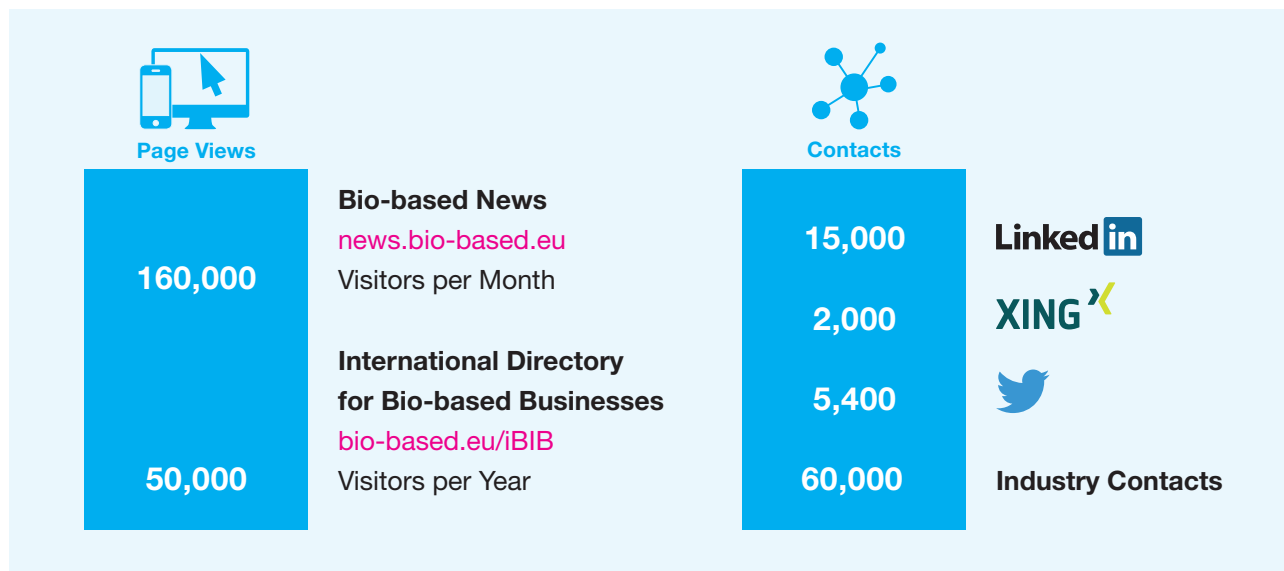 Page Views
Bio-based News
news.bio-based.eu
160,000
Visitors per Month
International Directory
for Bio-based Businesses
bio-based.eu/iBIB
50,000
Visitors per Year
Contacts
15,000
Linked in
2,000
XING
5,400
60,000
Industry Contacts